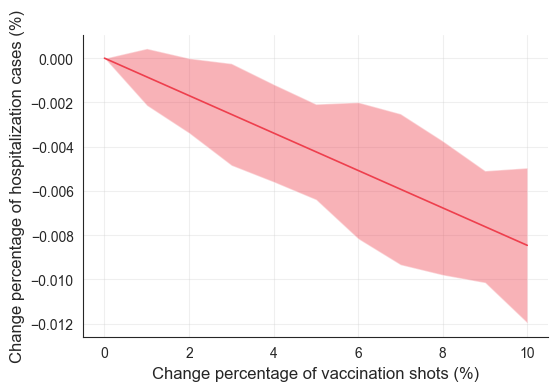 Change percentage of hospitalization cases (%)
0.000
−0.002
−0.004
−0.006
−0.008
−0.010
−0.012
0 2 4 6 8 10
Change percentage of vaccination shots (%)